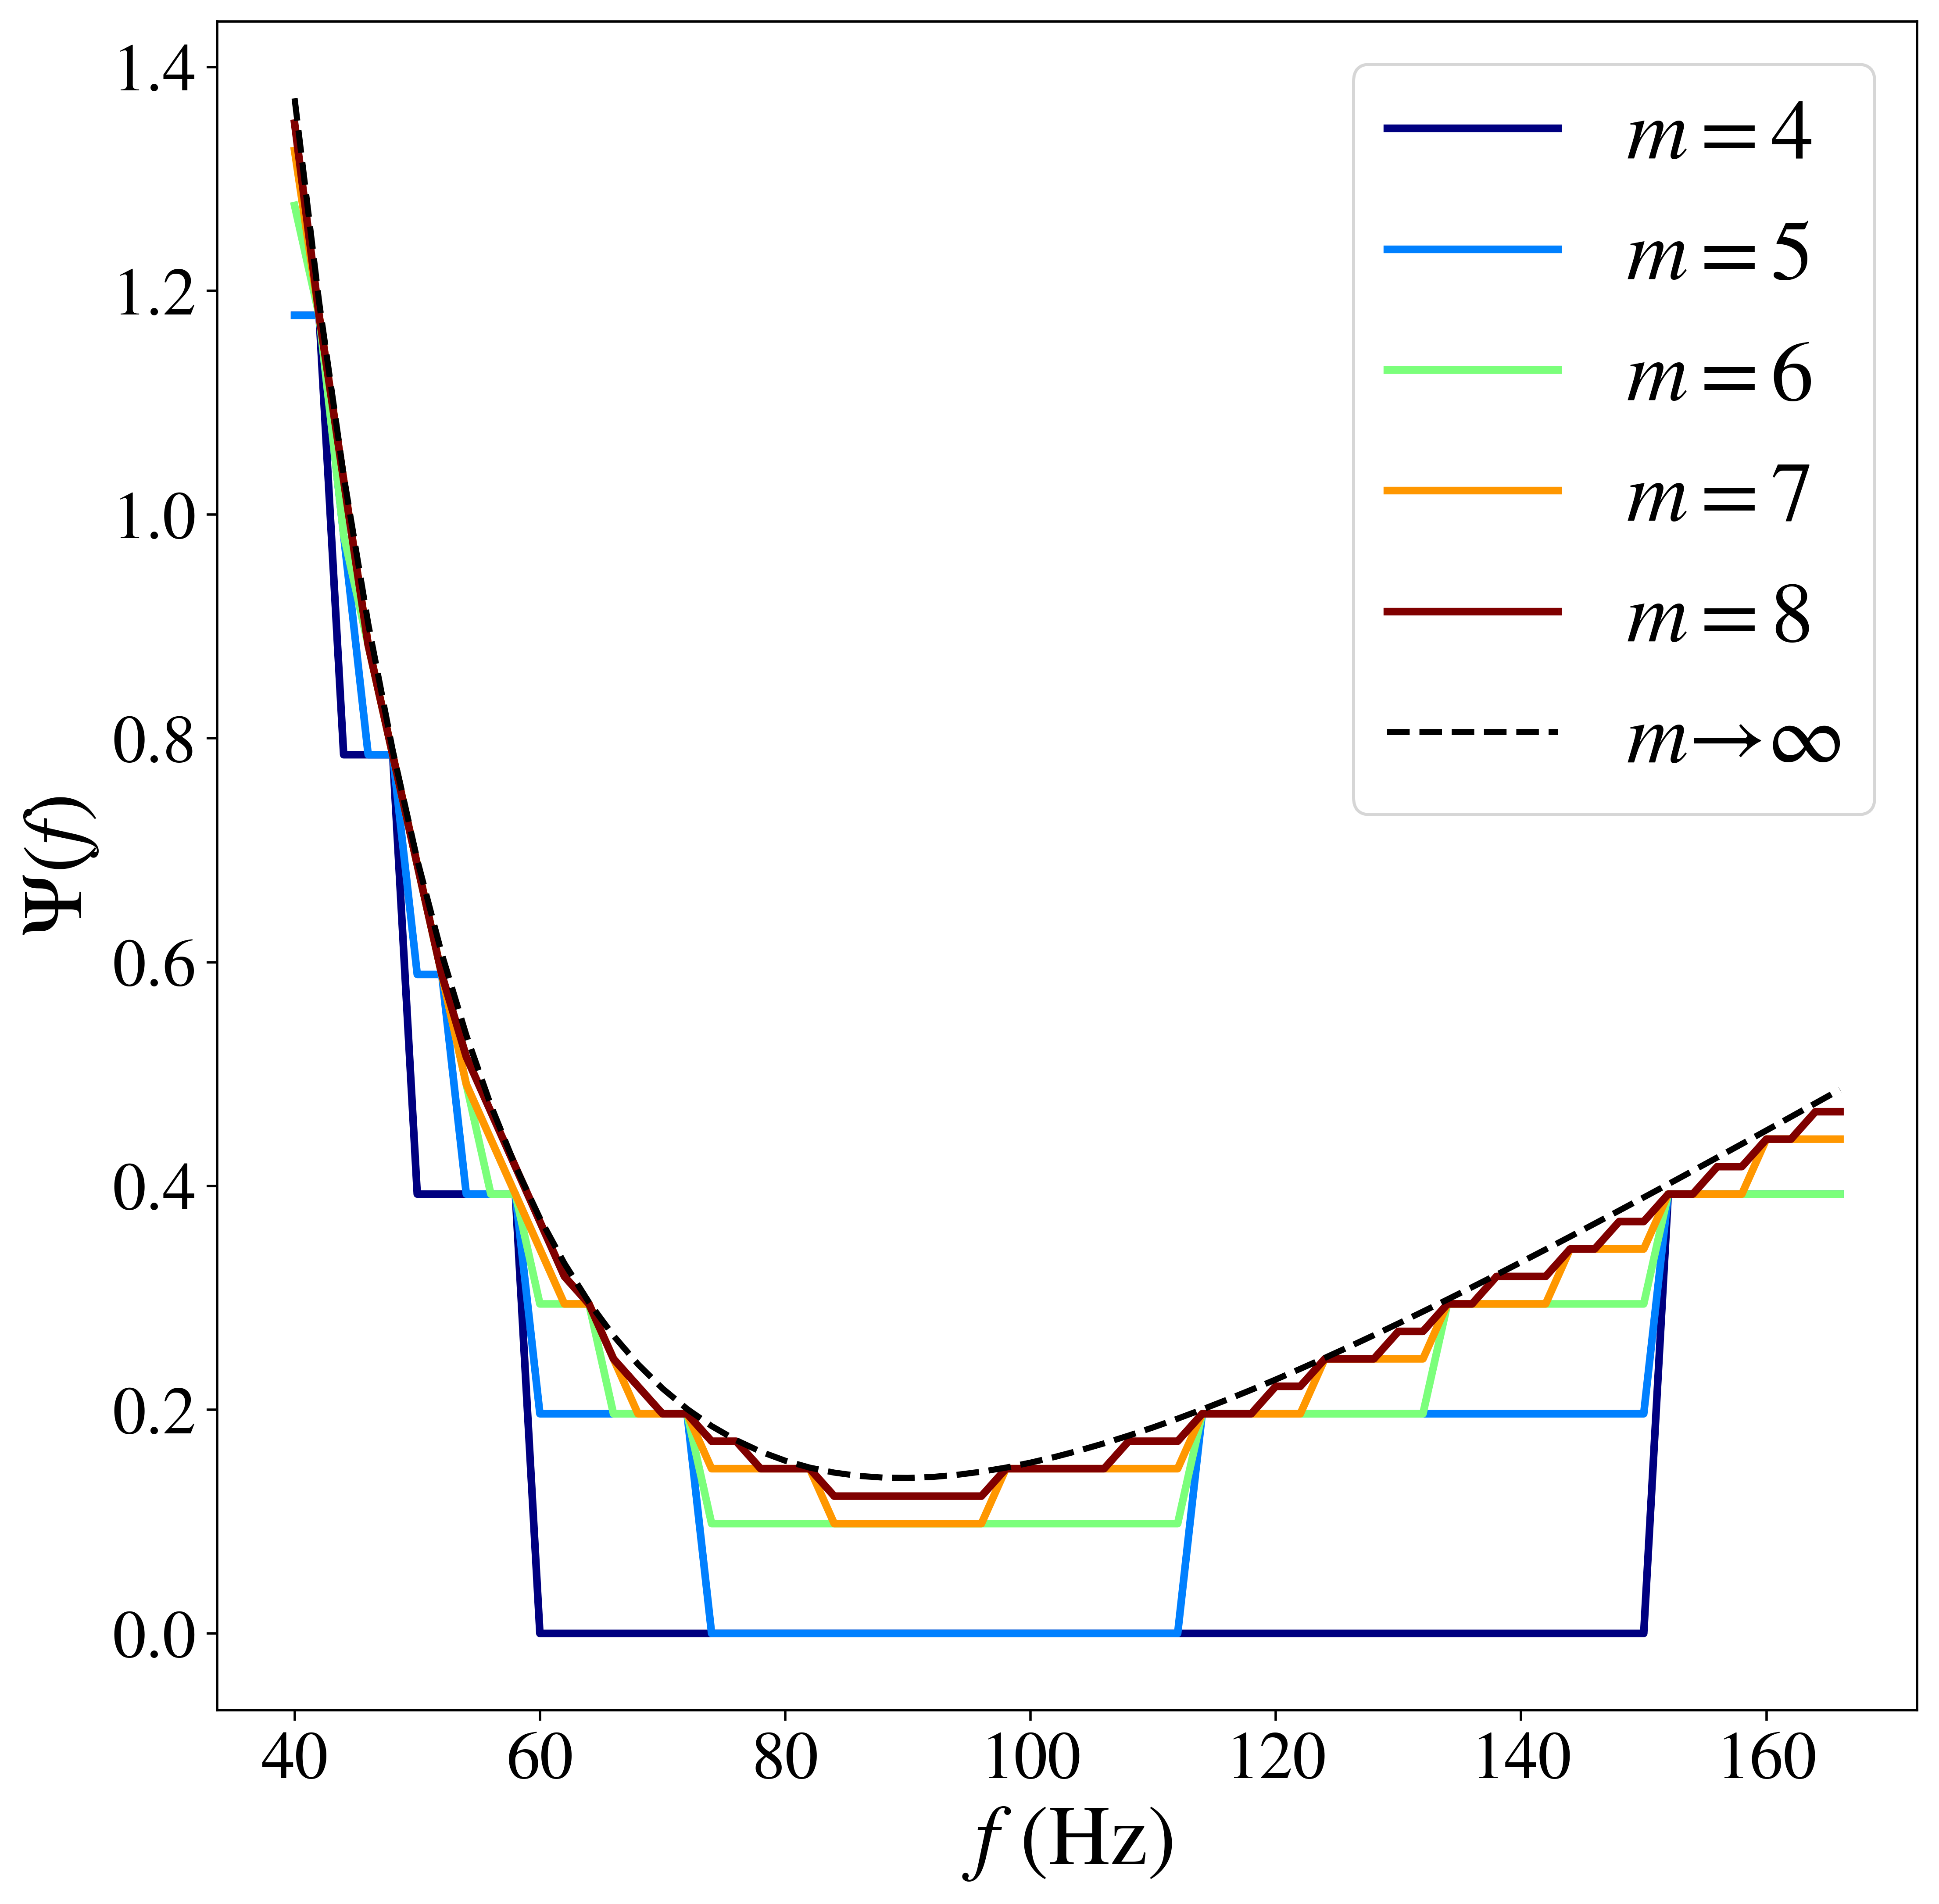 1.4
1.2
1.0
0.8
0.6
0.4
0.2
0.0
Ψ(f)
40 60 80 100 120 140 160
f (Hz)
m = 4
m = 5
m = 6
m = 7
m = 8
m → ∞